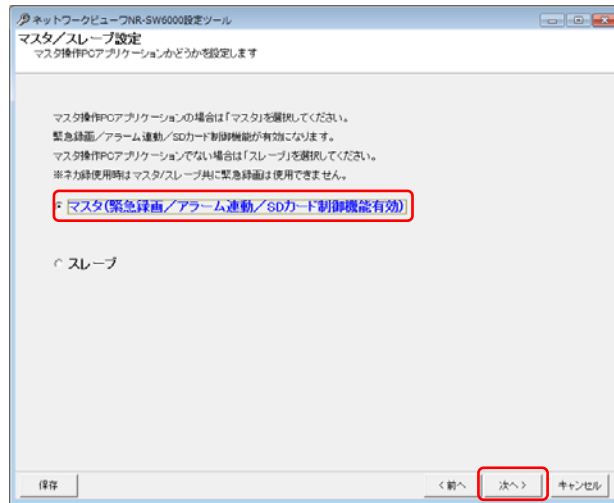 ネットワークビューワNR-SW6000設定ツール
マスタ/スレーブ設定
マスタ操作PCアプリケーションかどうかを設定します
マスタ操作PCアプリケーションの場合は「マスタ」を選択してください。
緊急録画/アラーム連動/SDカード制御機能が有効になります。
マスタ操作PCアプリケーションでない場合は「スレーブ」を選択してください。
※ネカ録使用時はマスタ/スレーブ共に緊急録画は使用できません。
マスタ(緊急録画/アラーム連動/SDカード制御機能有効)
スレーブ
保存
<前へ
次へ>
キャンセル